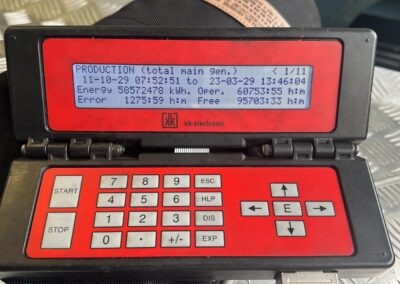 PRODUCTION (total main gen.) < 1/11
11-10-29 07:52:51 to 23-03-29 13:46:04
Energy 58572478 kWh. Oper. 60753:55 h:m
Error 1275:59 h:m Free 95703:33 h:m
kk-electronic
START
STOP
7 8 9 ESC
4 5 6 HLP
1 2 3 DIS
0 . +/- EXP
↑
← E →
↓